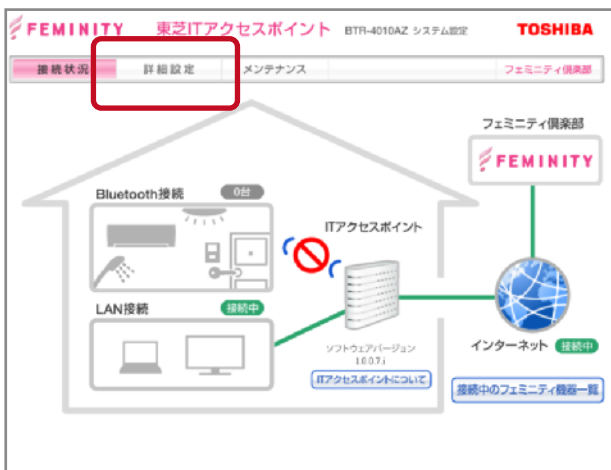 FEMINITY 東芝ITアクセスポイント BTR-4010AZ システム設定 TOSHIBA
接続状況 詳細設定 メンテナンス フェミニティ倶楽部
フェミニティ倶楽部
FEMINITY
Bluetooth接続 0台
ITアクセスポイント
LAN接続 接続中
ソフトウェアバージョン
1.0.0.7.i
インターネット 接続中
ITアクセスポイントについて
接続中のフェミニティ機器一覧